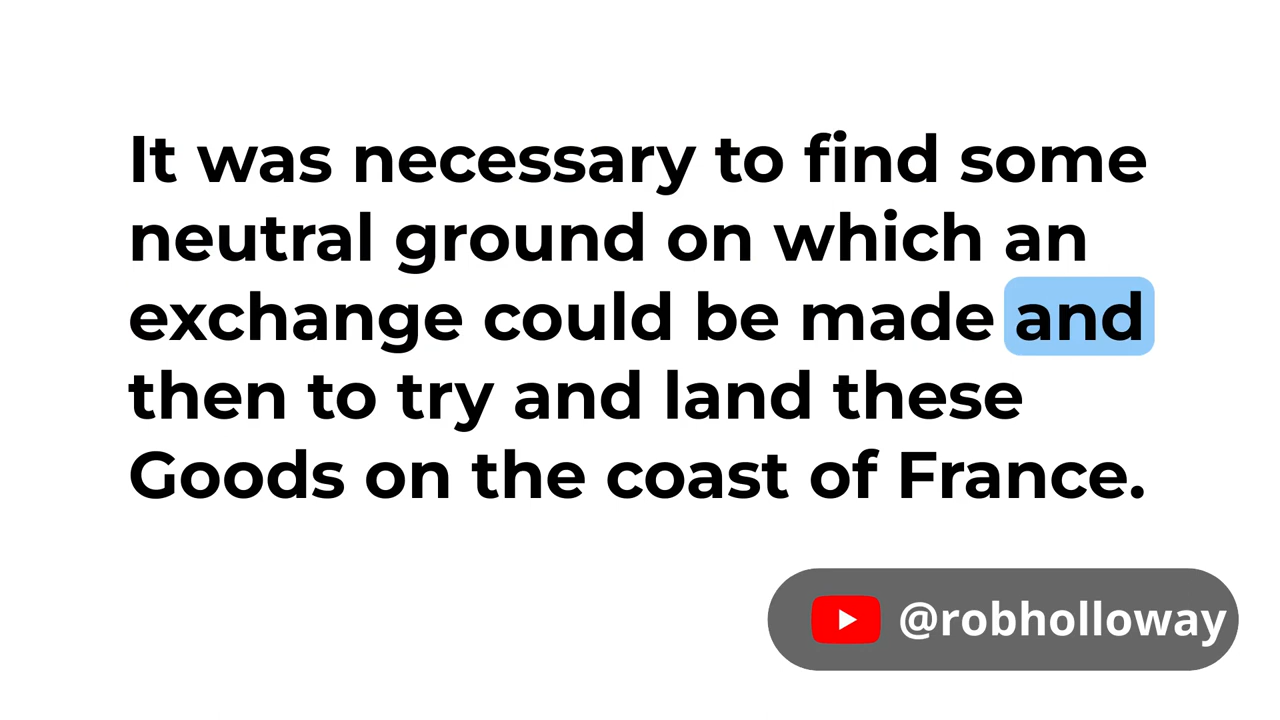 It was necessary to find some
neutral ground on which an
exchange could be made and
then to try and land these
Goods on the coast of France.
@robholloway